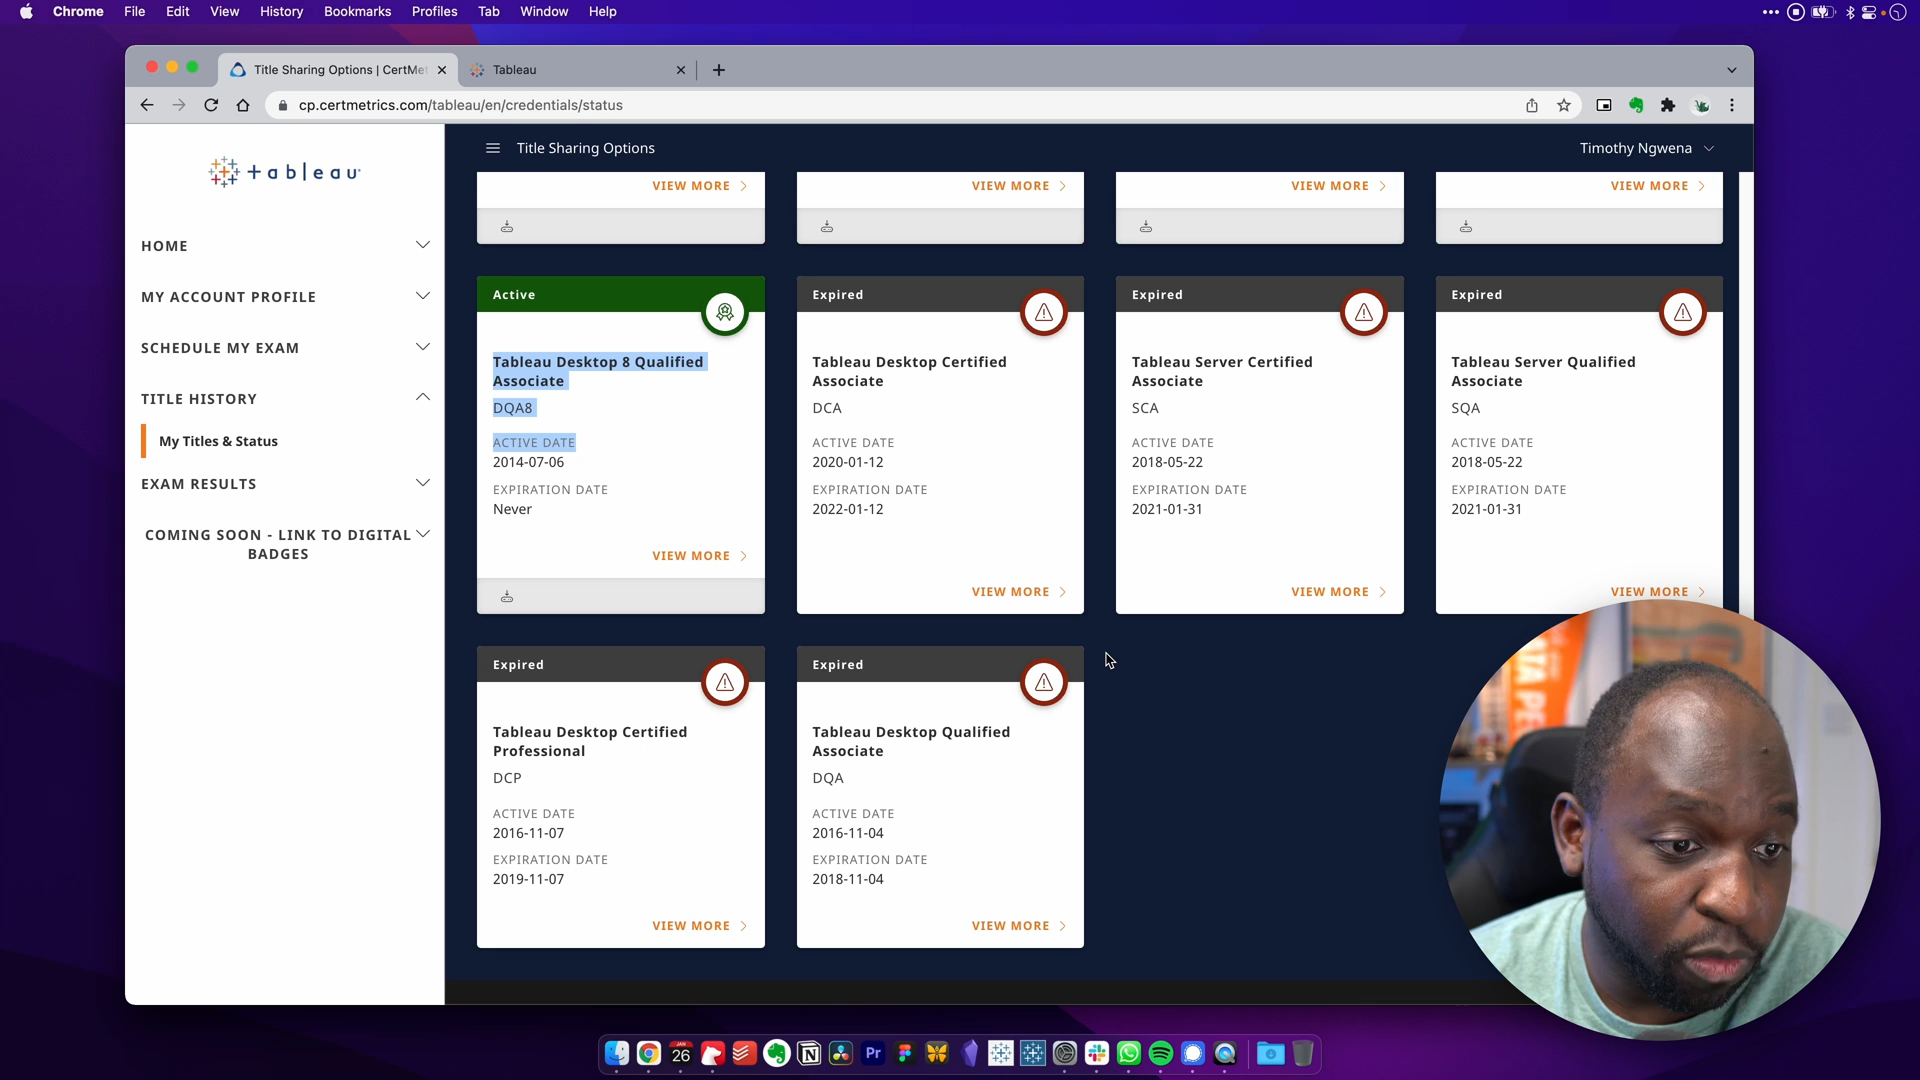 Chrome File Edit View History Bookmarks Profiles Tab Window Help
Title Sharing Options | CertMet
Tableau
cp.certmetrics.com/tableau/en/credentials/status
tableau
Title Sharing Options
Timothy Ngwena
HOME
MY ACCOUNT PROFILE
SCHEDULE MY EXAM
TITLE HISTORY
My Titles & Status
EXAM RESULTS
COMING SOON - LINK TO DIGITAL
BADGES
VIEW MORE
VIEW MORE
VIEW MORE
VIEW MORE
Active
Tableau Desktop 8 Qualified
Associate
DQA8
ACTIVE DATE
2014-07-06
EXPIRATION DATE
Never
VIEW MORE
Expired
Tableau Desktop Certified
Associate
DCA
ACTIVE DATE
2020-01-12
EXPIRATION DATE
2022-01-12
VIEW MORE
Expired
Tableau Server Certified
Associate
SCA
ACTIVE DATE
2018-05-22
EXPIRATION DATE
2021-01-31
VIEW MORE
Expired
Tableau Server Qualified
Associate
SQA
ACTIVE DATE
2018-05-22
EXPIRATION DATE
2021-01-31
VIEW MORE
Expired
Tableau Desktop Certified
Professional
DCP
ACTIVE DATE
2016-11-07
EXPIRATION DATE
2019-11-07
VIEW MORE
Expired
Tableau Desktop Qualified
Associate
DQA
ACTIVE DATE
2016-11-04
EXPIRATION DATE
2018-11-04
VIEW MORE
JAN
26
Pr